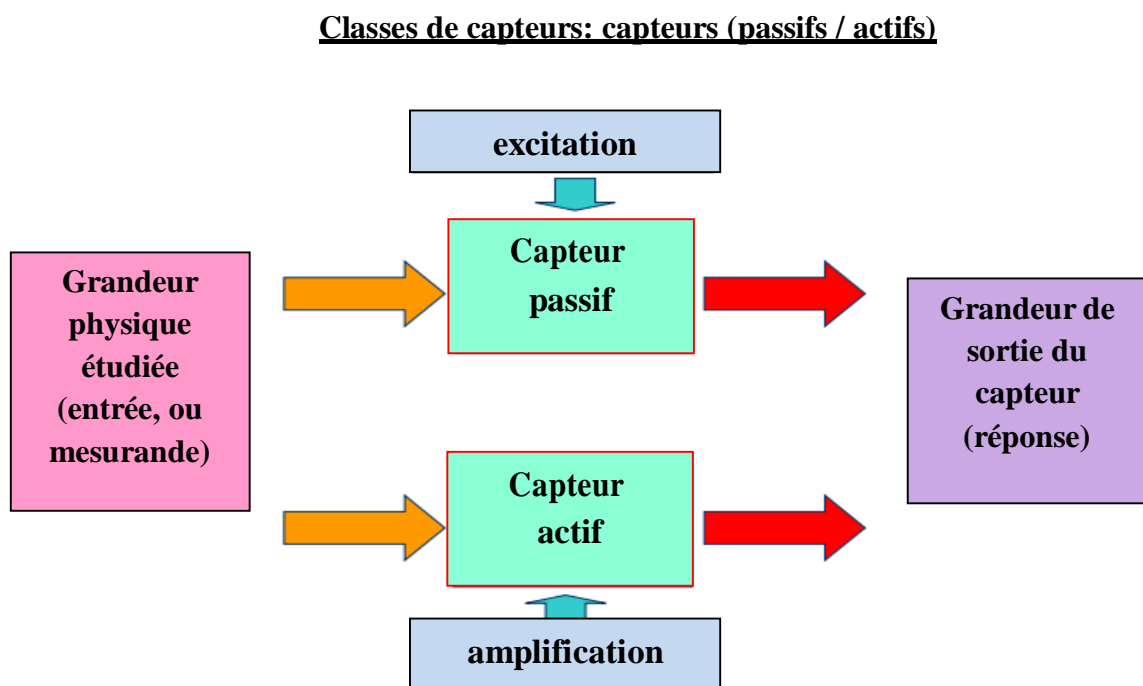 Classes de capteurs: capteurs (passifs / actifs)
excitation
Grandeur
physique
étudiée
(entrée, ou
mesurande)
Capteur
passif
Grandeur de
sortie du
capteur
(réponse)
Capteur
actif
amplification